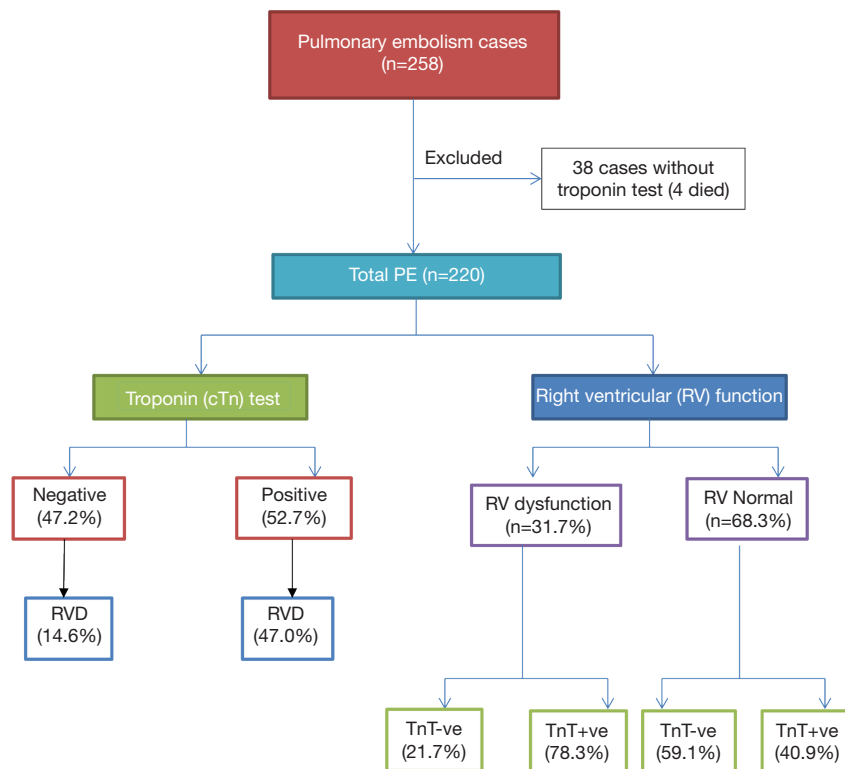 Pulmonary embolism cases
(n=258)
Excluded
38 cases without
troponin test (4 died)
Total PE (n=220)
Troponin (cTn) test
Right ventricular (RV) function
Negative
(47.2%)
Positive
(52.7%)
RV dysfunction
(n=31.7%)
RV Normal
(n=68.3%)
RVD
(14.6%)
RVD
(47.0%)
TnT-ve
(21.7%)
TnT+ve
(78.3%)
TnT-ve
(59.1%)
TnT+ve
(40.9%)